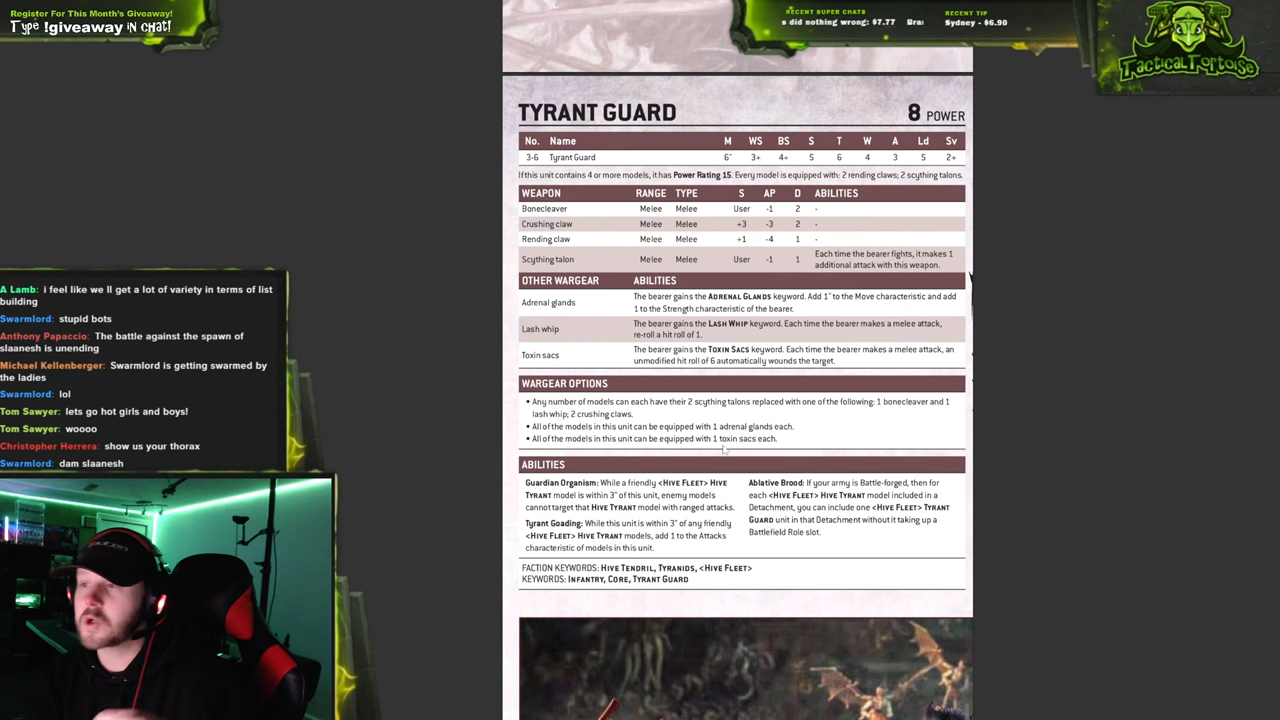 Register For This Month's Giveaway!
Type !giveaway in chat!
RECENT SUPER CHATS
s did nothing wrong: $7.77 Bra
RECENT TIP
Sydney - $6.90
TACTICALTORTOISE
TYRANT GUARD 8 POWER
No. Name M WS BS S T W A Ld Sv
3-6 Tyrant Guard 6" 3+ 4+ 5 6 4 3 5 2+
If this unit contains 4 or more models, it has Power Rating 15. Every model is equipped with: 2 rending claws; 2 scything talons.
WEAPON RANGE TYPE S AP D ABILITIES
Bonecleaver Melee Melee User -1 2 -
Crushing claw Melee Melee +3 -3 2 -
Rending claw Melee Melee +1 -4 1 -
Scything talon Melee Melee User -1 1 Each time the bearer fights, it makes 1
additional attack with this weapon.
OTHER WARGEAR ABILITIES
Adrenal glands The bearer gains the ADRENAL GLANDS keyword. Add 1" to the Move characteristic and add
1 to the Strength characteristic of the bearer.
Lash whip The bearer gains the LASH WHIP keyword. Each time the bearer makes a melee attack,
re-roll a hit roll of 1.
Toxin sacs The bearer gains the TOXIN SACS keyword. Each time the bearer makes a melee attack, an
unmodified hit roll of 6 automatically wounds the target.
WARGEAR OPTIONS
• Any number of models can each have their 2 scything talons replaced with one of the following: 1 bonecleaver and 1
lash whip; 2 crushing claws.
• All of the models in this unit can be equipped with 1 adrenal glands each.
• All of the models in this unit can be equipped with 1 toxin sacs each.
ABILITIES
Guardian Organism: While a friendly <HIVE FLEET> HIVE
TYRANT model is within 3" of this unit, enemy models
cannot target that HIVE TYRANT model with ranged attacks.
Tyrant Goading: While this unit is within 3" of any friendly
<HIVE FLEET> HIVE TYRANT models, add 1 to the Attacks
characteristic of models in this unit.
Ablative Brood: If your army is Battle-forged, then for
each <HIVE FLEET> HIVE TYRANT model included in a
Detachment, you can include one <HIVE FLEET> TYRANT
GUARD unit in that Detachment without it taking up a
Battlefield Role slot.
FACTION KEYWORDS: HIVE TENDRIL, TYRANIDS, <HIVE FLEET>
KEYWORDS: INFANTRY, CORE, TYRANT GUARD
A Lamb: i feel like we ll get a lot of variety in terms of list
building
Swarmlord: stupid bots
Anthony Papaccio: The battle against the spawn of
slaanesh is unending
Michael Kellenberger: Swarmlord is getting swarmed by
the ladies
Swarmlord: lol
Tom Sawyer: lets go hot girls and boys!
Tom Sawyer: woooo
Christopher Herrera: show us your thorax
Swarmlord: dam slaanesh